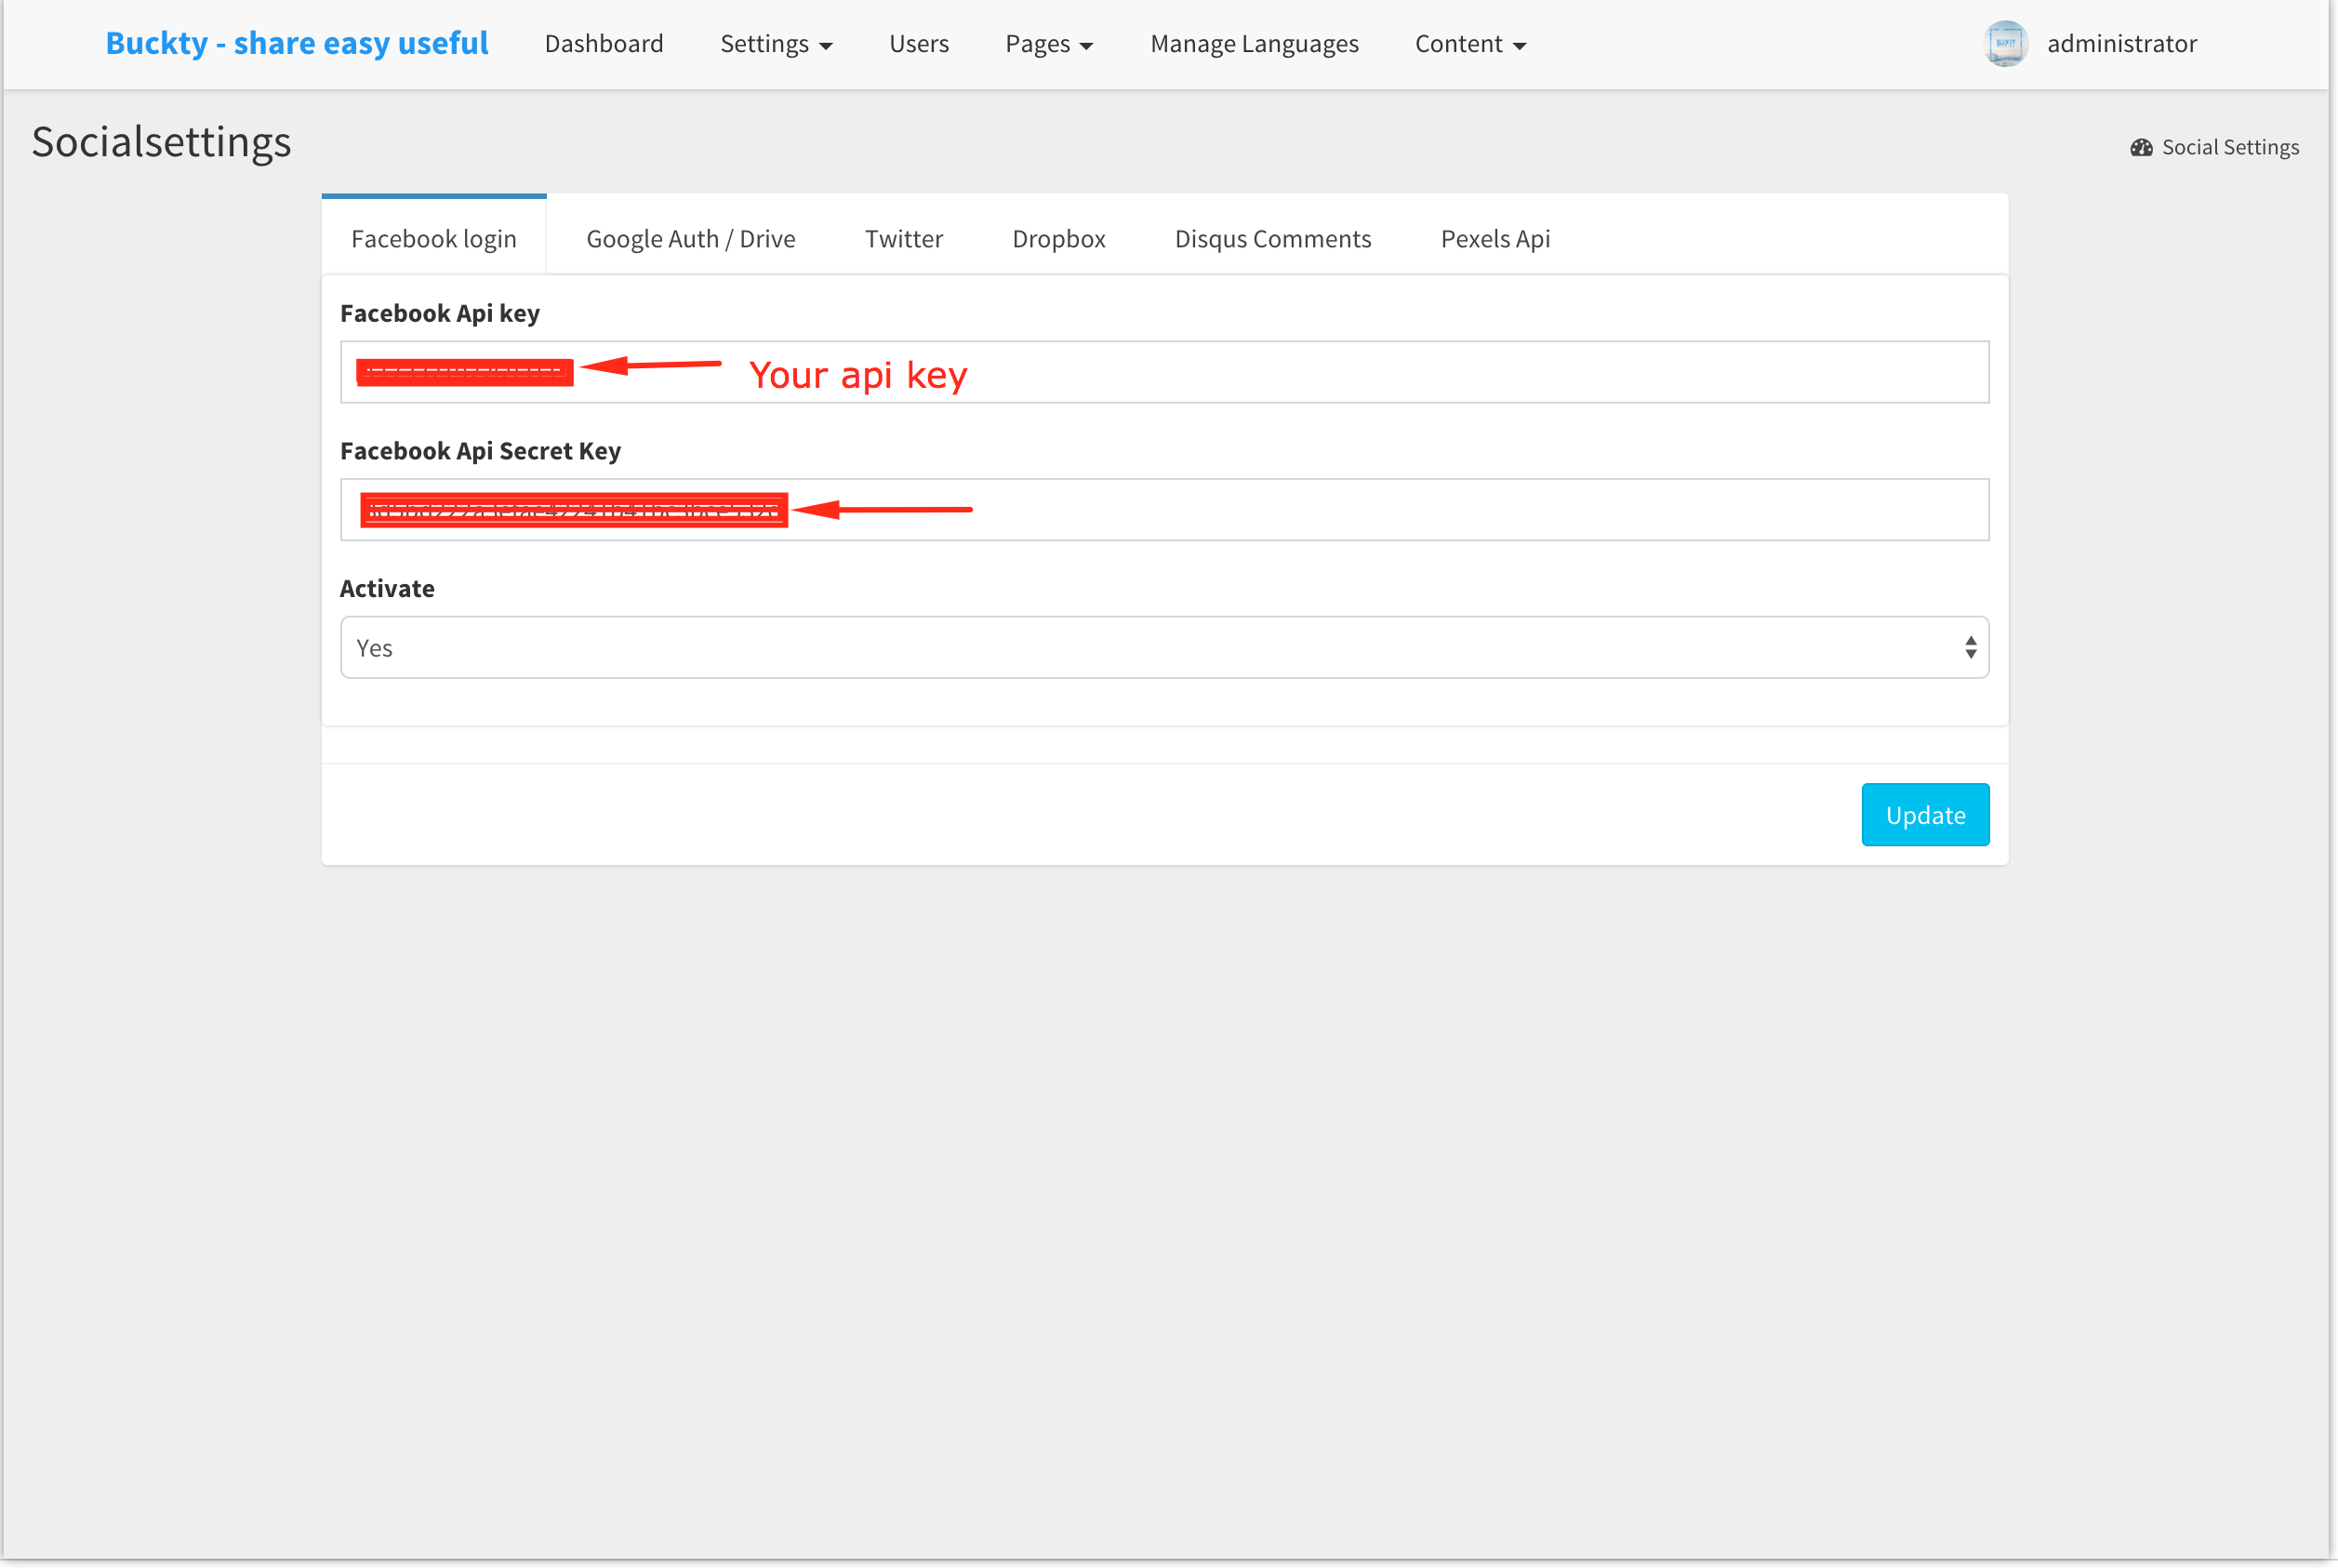 Buckty - share easy useful Dashboard Settings Users Pages Manage Languages Content administrator
Socialsettings
Social Settings
Facebook login Google Auth / Drive Twitter Dropbox Disqus Comments Pexels Api
Facebook Api key
Your api key
Facebook Api Secret Key
Activate
Yes
Update